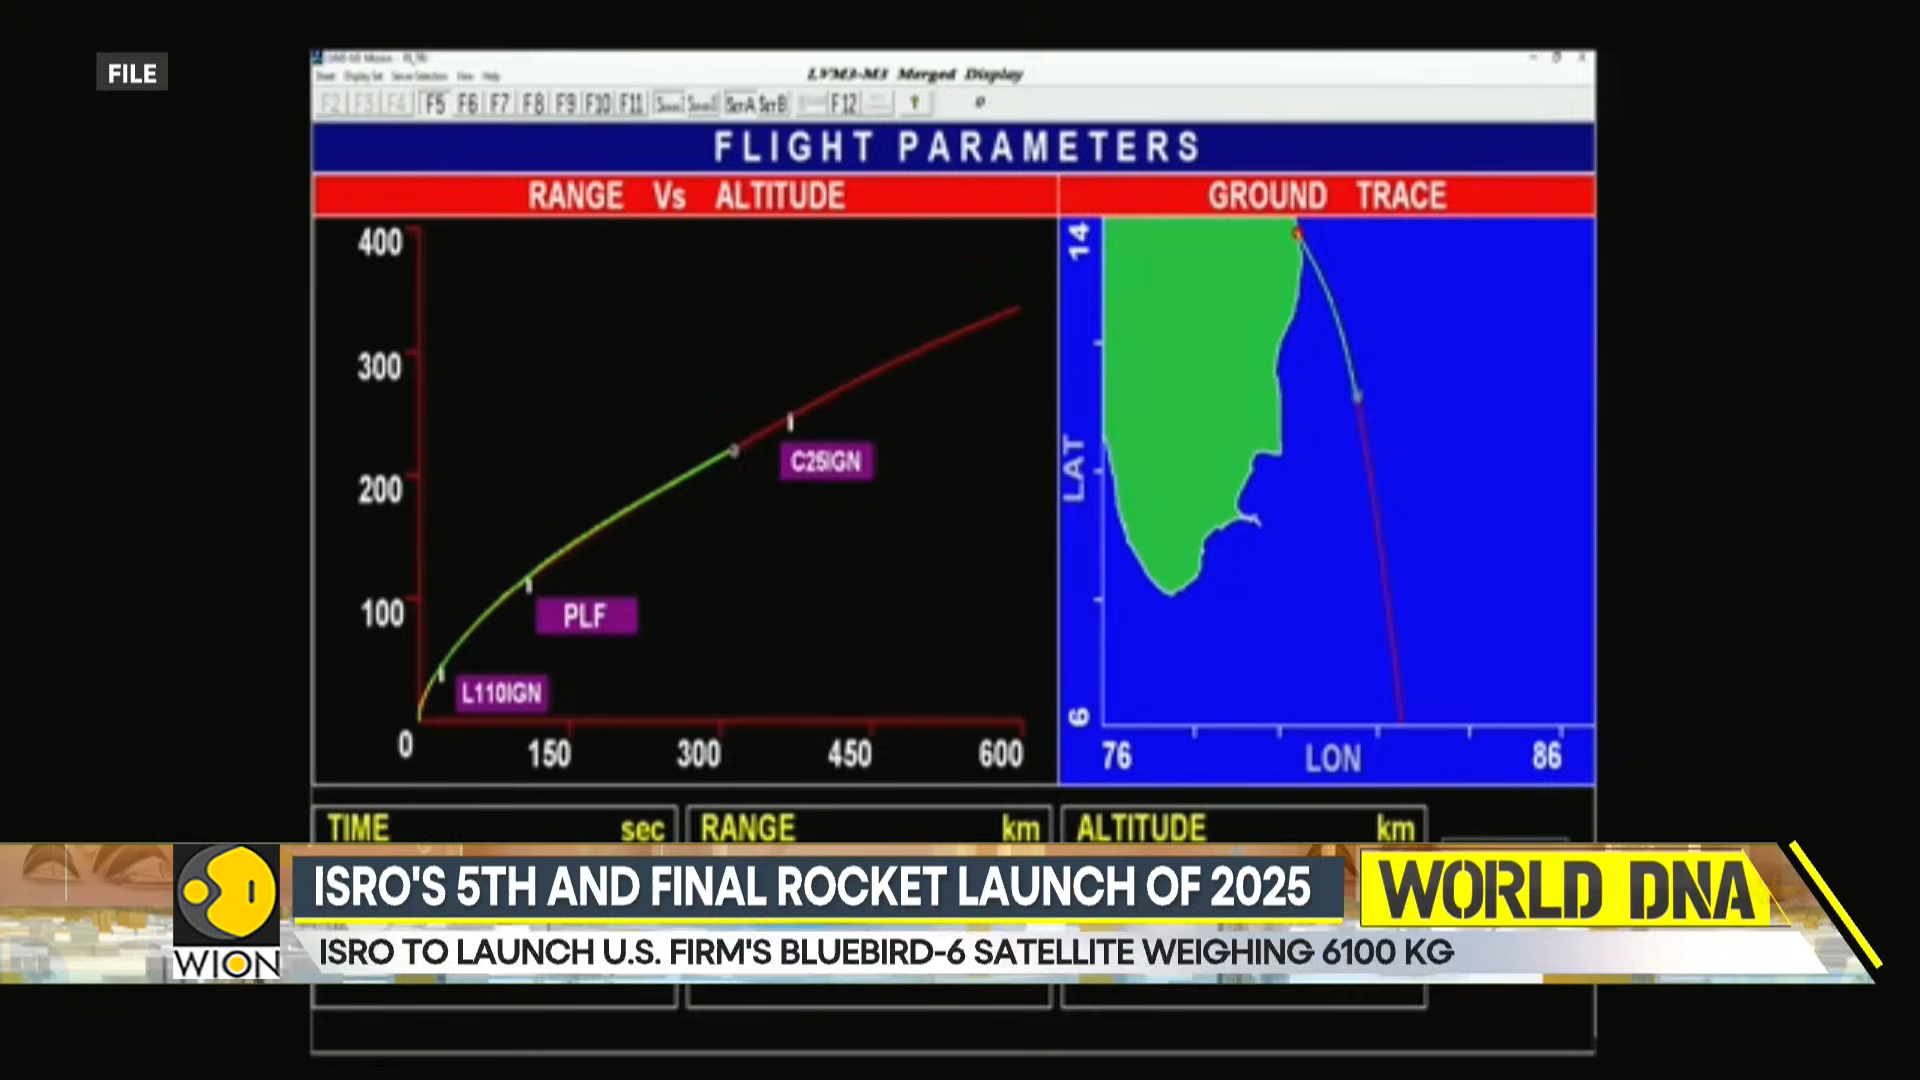 FILE
LVM3-M3 Merged Display
F2 F3 F4 F5 F6 F7 F8 F9 F10 F11 SerA SerB F12
FLIGHT PARAMETERS
RANGE Vs ALTITUDE
GROUND TRACE
400
300
200
100
0
150
300
450
600
C25IGN
PLF
L110IGN
14
LAT
6
76
LON
86
TIME sec
RANGE km
ALTITUDE km
ISRO'S 5TH AND FINAL ROCKET LAUNCH OF 2025
WORLD DNA
WION
ISRO TO LAUNCH U.S. FIRM'S BLUEBIRD-6 SATELLITE WEIGHING 6100 KG